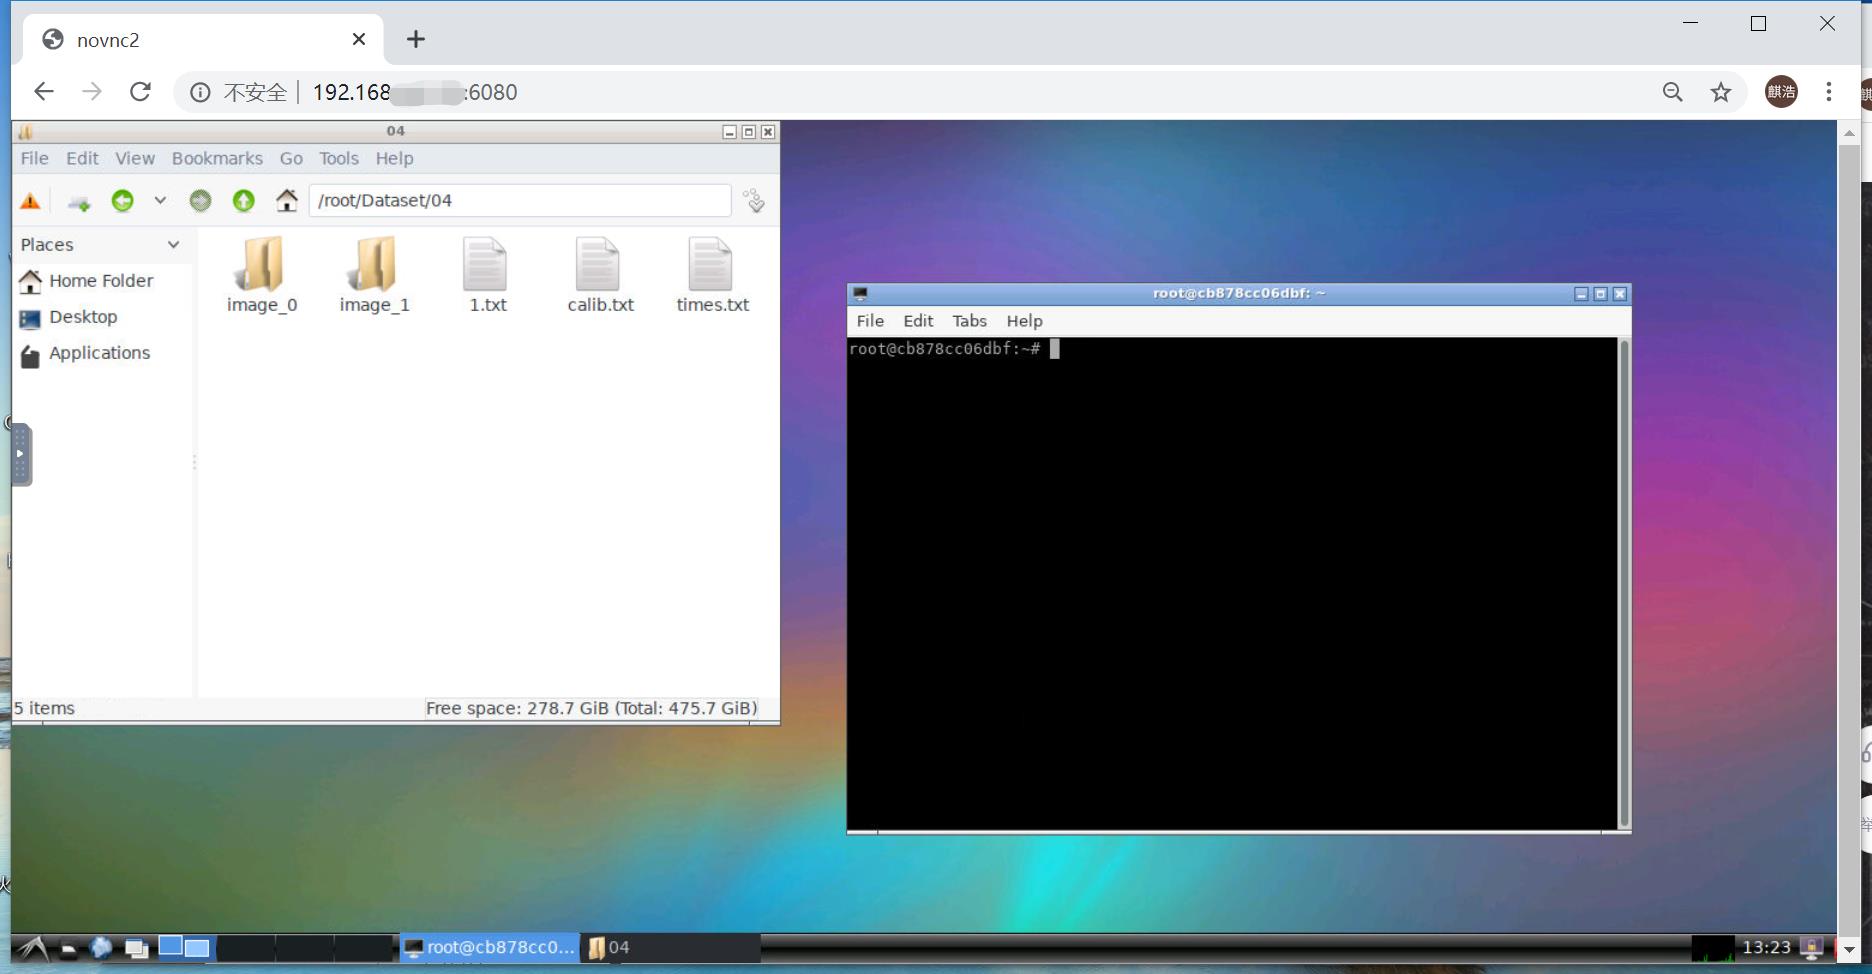 novnc2
不安全 192.168 :6080
麒浩
04
File Edit View Bookmarks Go Tools Help
/root/Dataset/04
Places
Home Folder
Desktop
Applications
image_0 image_1 1.txt calib.txt times.txt
5 items
Free space: 278.7 GiB (Total: 475.7 GiB)
root@cb878cc06dbf: ~
File Edit Tabs Help
root@cb878cc06dbf:~#
root@cb878cc0...
04
13:23